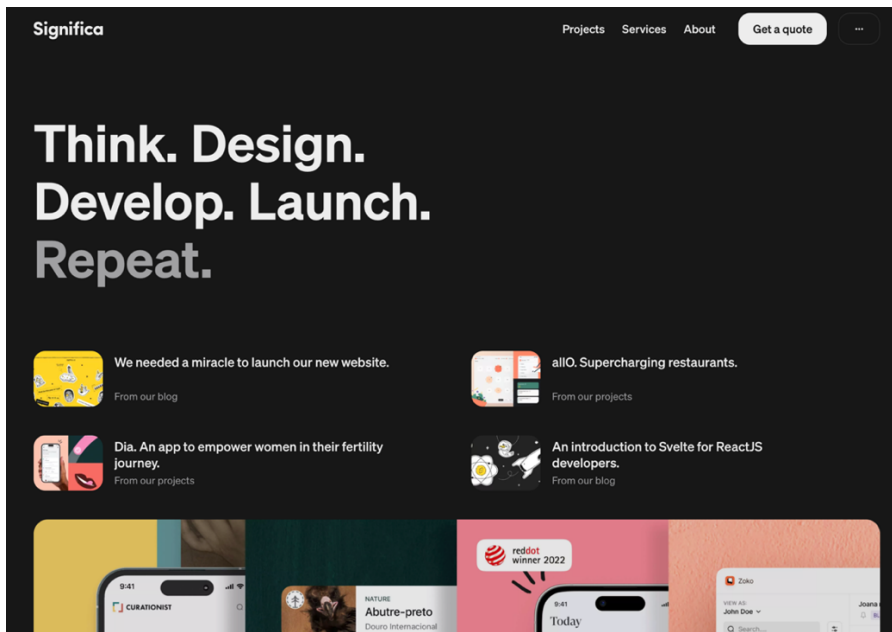 Significa
Projects Services About Get a quote ...
Think. Design.
Develop. Launch.
Repeat.
We needed a miracle to launch our new website.
From our blog
allO. Supercharging restaurants.
From our projects
Dia. An app to empower women in their fertility
journey.
From our projects
An introduction to Svelte for ReactJS
developers.
From our blog
reddot
winner 2022
9:41
CURATIONIST
NATURE
Abutre-preto
Douro Internacional
9:41
Today
Zoko
VIEW AS
John Doe
Search...
Joana